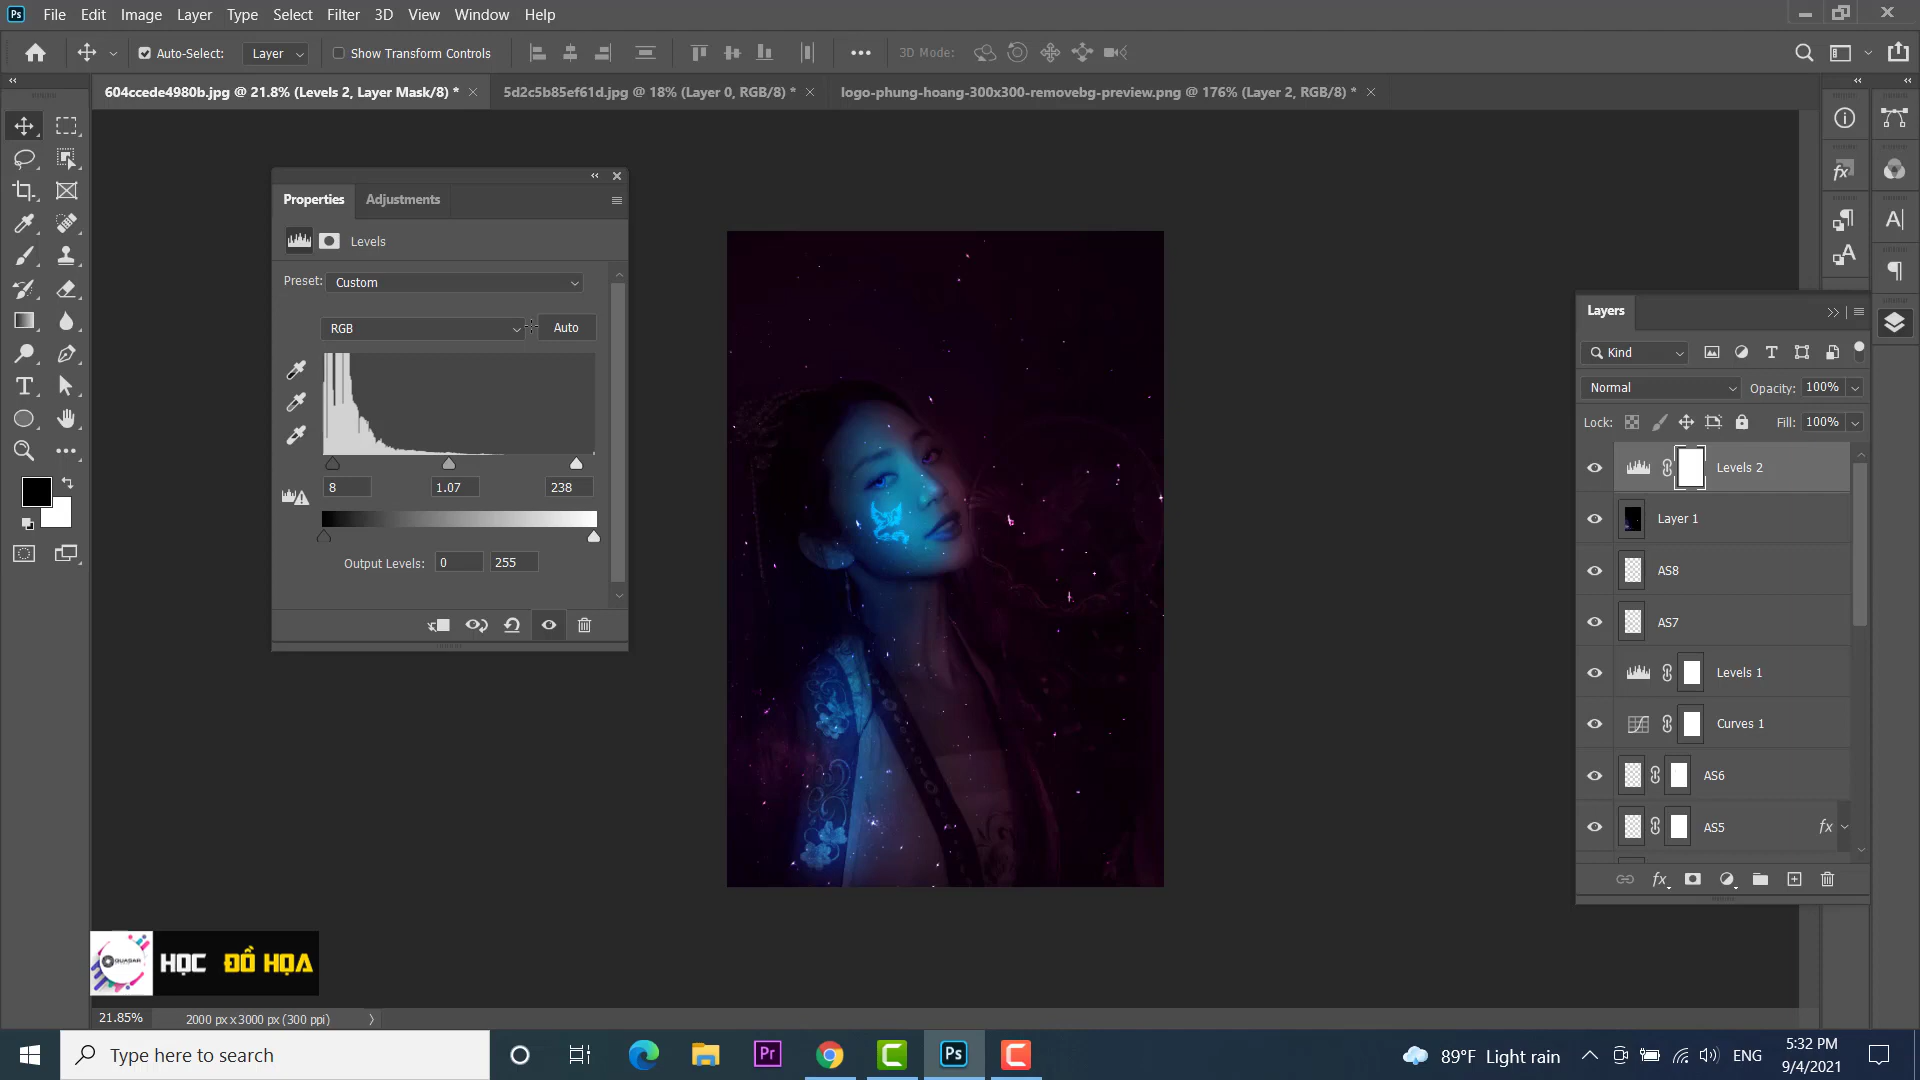 File Edit Image Layer Type Select Filter 3D View Window Help
Auto-Select: Layer Show Transform Controls 3D Mode:
604ccede4980b.jpg @ 21.8% (Levels 2, Layer Mask/8) * 5d2c5b85ef61d.jpg @ 18% (Layer 0, RGB/8) * logo-phung-hoang-300x300-removebg-preview.png @ 176% (Layer 2, RGB/8) *
Properties Adjustments
Levels
Preset: Custom
RGB Auto
8 1.07 238
Output Levels: 0 255
Layers
Kind
Normal Opacity: 100%
Lock: Fill: 100%
Levels 2
Layer 1
AS8
AS7
Levels 1
Curves 1
AS6
AS5 fx
QUASAR HỌC ĐỒ HỌA
21.85% 2000 px x 3000 px (300 ppi)
Type here to search
Pr
Ps
89°F Light rain ENG 5:32 PM
9/4/2021